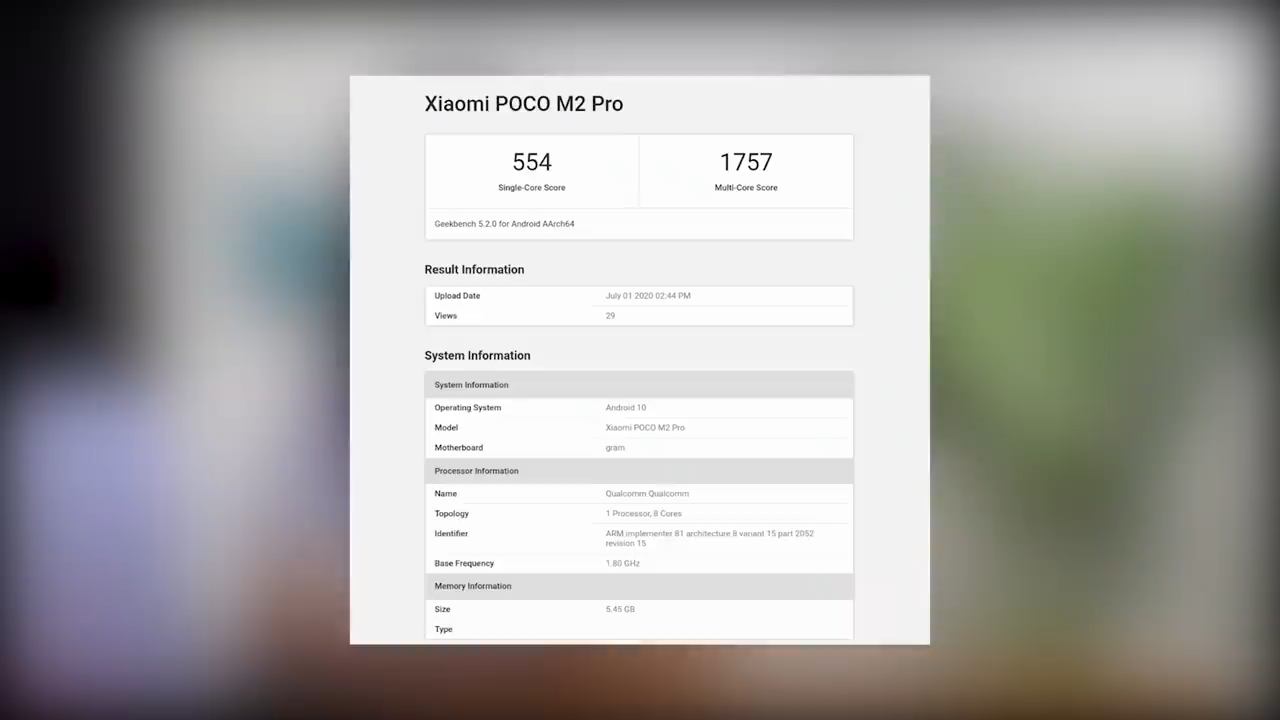 Xiaomi POCO M2 Pro
554 1757
Single-Core Score Multi-Core Score
Geekbench 5.2.0 for Android AArch64
Result Information
Upload Date July 01 2020 02:44 PM
Views 29
System Information
System Information
Operating System Android 10
Model Xiaomi POCO M2 Pro
Motherboard gram
Processor Information
Name Qualcomm Qualcomm
Topology 1 Processor, 8 Cores
Identifier ARM implementer 81 architecture 8 variant 15 part 2052
revision 15
Base Frequency 1.80 GHz
Memory Information
Size 5.45 GB
Type